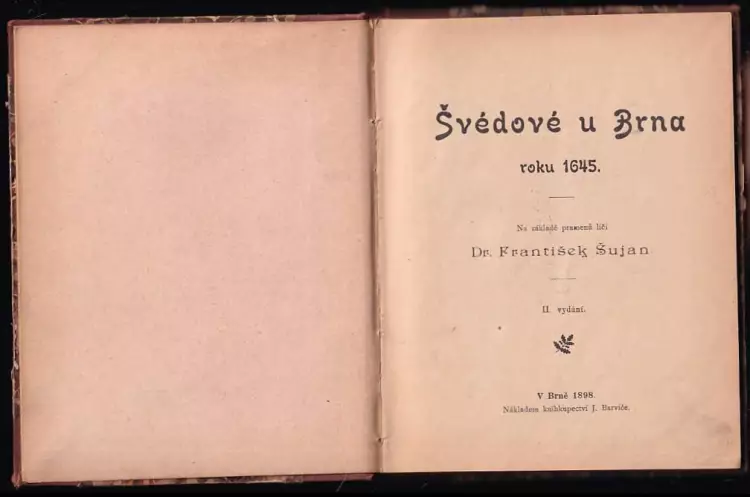 Švédové u Brna
roku 1645.
Na základě pramenů líčí
Dr. František Šujan
II. vydání.
V Brně 1898.
Nákladem knihkupectví J. Barviče.